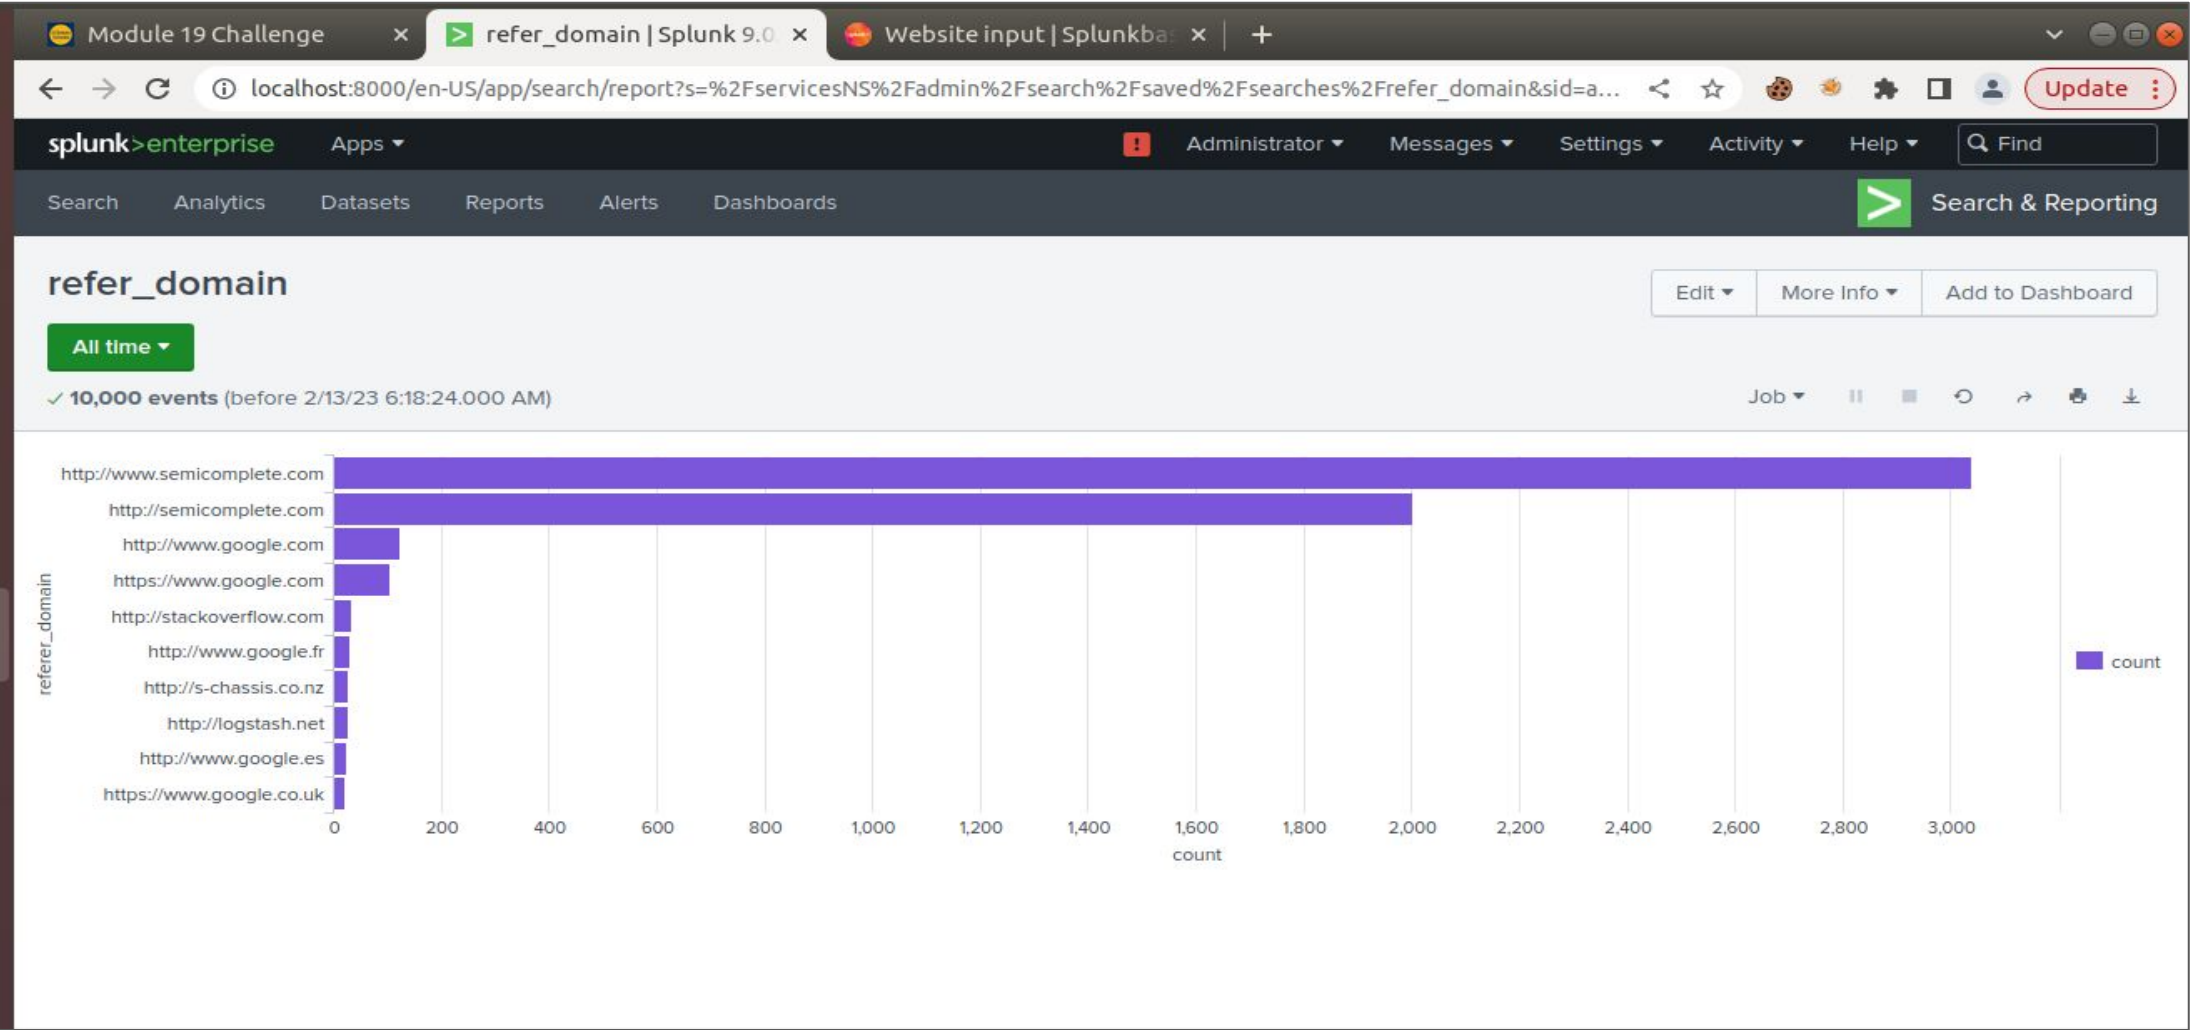 Module 19 Challenge
refer_domain | Splunk 9.0
Website input | Splunkba
localhost:8000/en-US/app/search/report?s=%2FservicesNS%2Fadmin%2Fsearch%2Fsaved%2Fsearches%2Frefer_domain&sid=a...
Update
splunk>enterprise
Apps
Administrator
Messages
Settings
Activity
Help
Find
Search
Analytics
Datasets
Reports
Alerts
Dashboards
Search & Reporting
refer_domain
Edit
More Info
Add to Dashboard
All time
10,000 events (before 2/13/23 6:18:24.000 AM)
Job
referer_domain
http://www.semicomplete.com
http://semicomplete.com
http://www.google.com
https://www.google.com
http://stackoverflow.com
http://www.google.fr
http://s-chassis.co.nz
http://logstash.net
http://www.google.es
https://www.google.co.uk
0 200 400 600 800 1,000 1,200 1,400 1,600 1,800 2,000 2,200 2,400 2,600 2,800 3,000
count
count